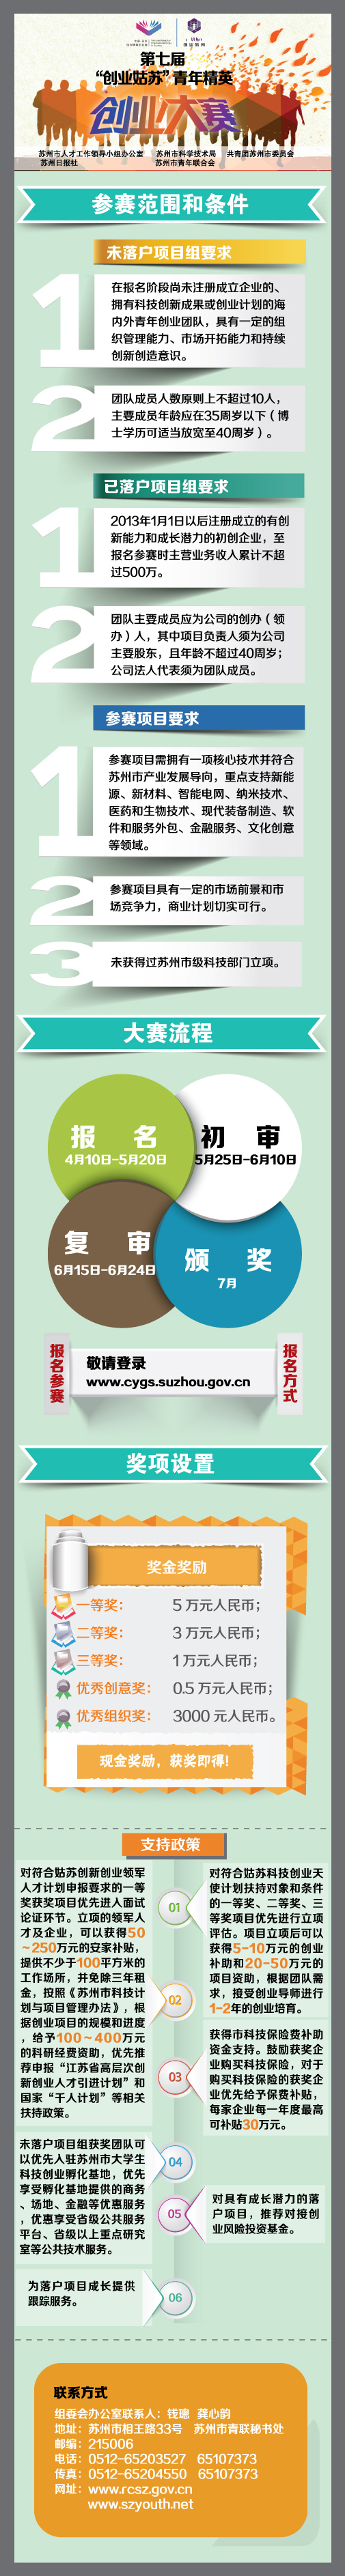 第七届
“创业姑苏”青年精英
创业大赛
苏州市人才工作领导小组办公室 苏州市科学技术局 共青团苏州市委员会
苏州日报社 苏州市青年联合会
参赛范围和条件
未落户项目组要求
1
在报名阶段尚未注册成立企业的、
拥有科技创新成果或创业计划的海
内外青年创业团队，具有一定的组
织管理能力、市场开拓能力和持续
创新创造意识。
2
团队成员人数原则上不超过10人，
主要成员年龄应在35周岁以下（博
士学历可适当放宽至40周岁）。
已落户项目组要求
1
2013年1月1日以后注册成立的有创
新能力和成长潜力的初创企业，至
报名参赛时主营业务收入累计不超
过500万。
2
团队主要成员应为公司的创办（领
办）人，其中项目负责人须为公司
主要股东，且年龄不超过40周岁；
公司法人代表须为团队成员。
参赛项目要求
1
参赛项目需拥有一项核心技术并符合
苏州市产业发展导向，重点支持新能
源、新材料、智能电网、纳米技术、
医药和生物技术、现代装备制造、软
件和服务外包、金融服务、文化创意
等领域。
2
参赛项目具有一定的市场前景和市
场竞争力，商业计划切实可行。
3
未获得过苏州市级科技部门立项。
大赛流程
报 名
4月10日-5月20日
初 审
5月25日-6月10日
复 审
6月15日-6月24日
颁 奖
7月
报名参赛
敬请登录
www.cygs.suzhou.gov.cn
报名方式
奖项设置
奖金奖励
一等奖： 5 万元人民币；
二等奖： 3 万元人民币；
三等奖： 1 万元人民币；
优秀创意奖： 0.5 万元人民币；
优秀组织奖： 3000 元人民币。
现金奖励，获奖即得！
支持政策
01
对符合姑苏科技创业天
使计划扶持对象和条件
的一等奖、二等奖、三
等奖项目优先进行立项
评估。项目立项后可以
获得5-10万元的创业
补助和20-50万元的
项目资助，根据团队需
求，接受创业导师进行
1-2年的创业培育。
02
对符合姑苏创新创业领军
人才计划申报要求的一等
奖获奖项目优先进人面试
论证环节。立项的领军人
才及企业，可以获得50
～250万元的安家补贴，
提供不少于100平方米的
工作场所，并免除三年租
金，按照《苏州市科技计
划与项目管理办法》，根
据创业项目的规模和进度
，给予100～400万元
的科研经费资助，优先推
荐申报“江苏省高层次创
新创业人才引进计划”和
国家“千人计划”等相关
扶持政策。
03
获得市科技保险费补助
资金支持。鼓励获奖企
业购买科技保险，对于
购买科技保险的获奖企
业优先给予保费补贴，
每家企业每一年度最高
可补贴30万元。
04
未落户项目组获奖团队可
以优先人驻苏州市大学生
科技创业孵化基地，优先
享受孵化基地提供的商务
、场地、金融等优惠服务
，优惠享受省级公共服务
平台、省级以上重点研究
室等公共技术服务。
05
对具有成长潜力的落
户项目，推荐对接创
业风险投资基金。
06
为落户项目成长提供
跟踪服务。
联系方式
组委会办公室联系人：钱璁 龚心韵
地址：苏州市相王路33号 苏州市青联秘书处
邮编：215006
电话：0512-65203527 65107373
传真：0512-65204550 65107373
网址：www.rcsz.gov.cn
www.szyouth.net